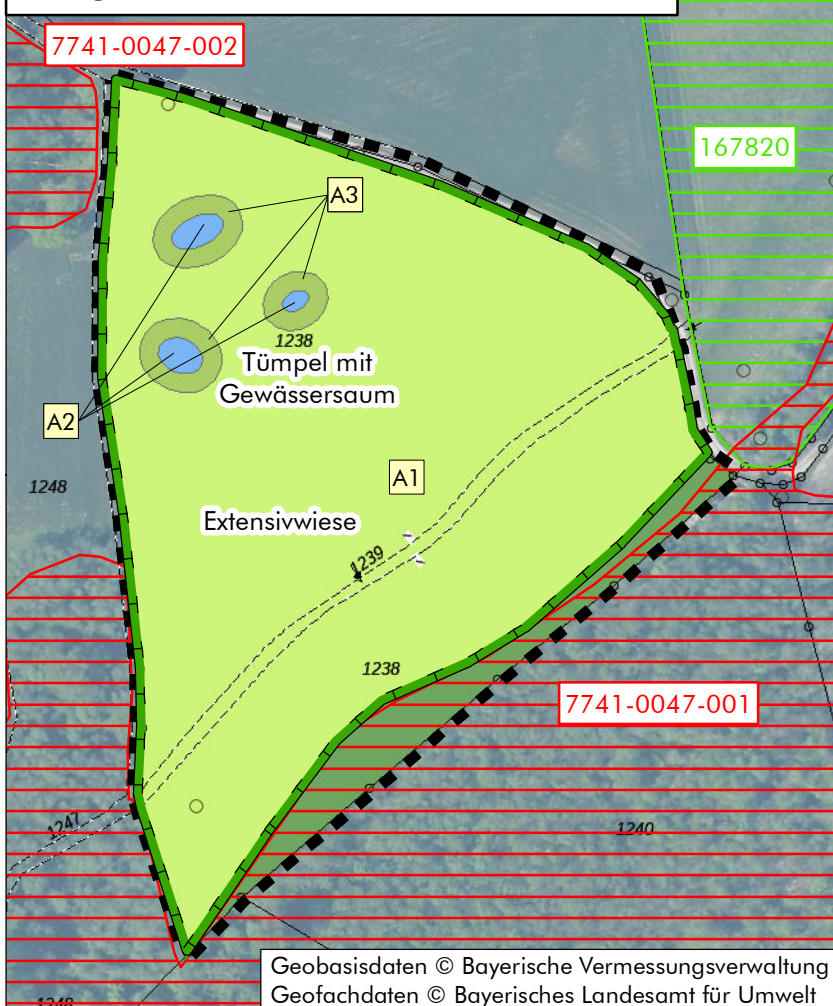 7741-0047-002
167820
A3
1238
Tümpel mit
Gewässersaum
A2
A1
1248
Extensivwiese
1239
1238
7741-0047-001
1247
1240
Geobasisdaten © Bayerische Vermessungsverwaltung
Geofachdaten © Bayerisches Landesamt für Umwelt
1248